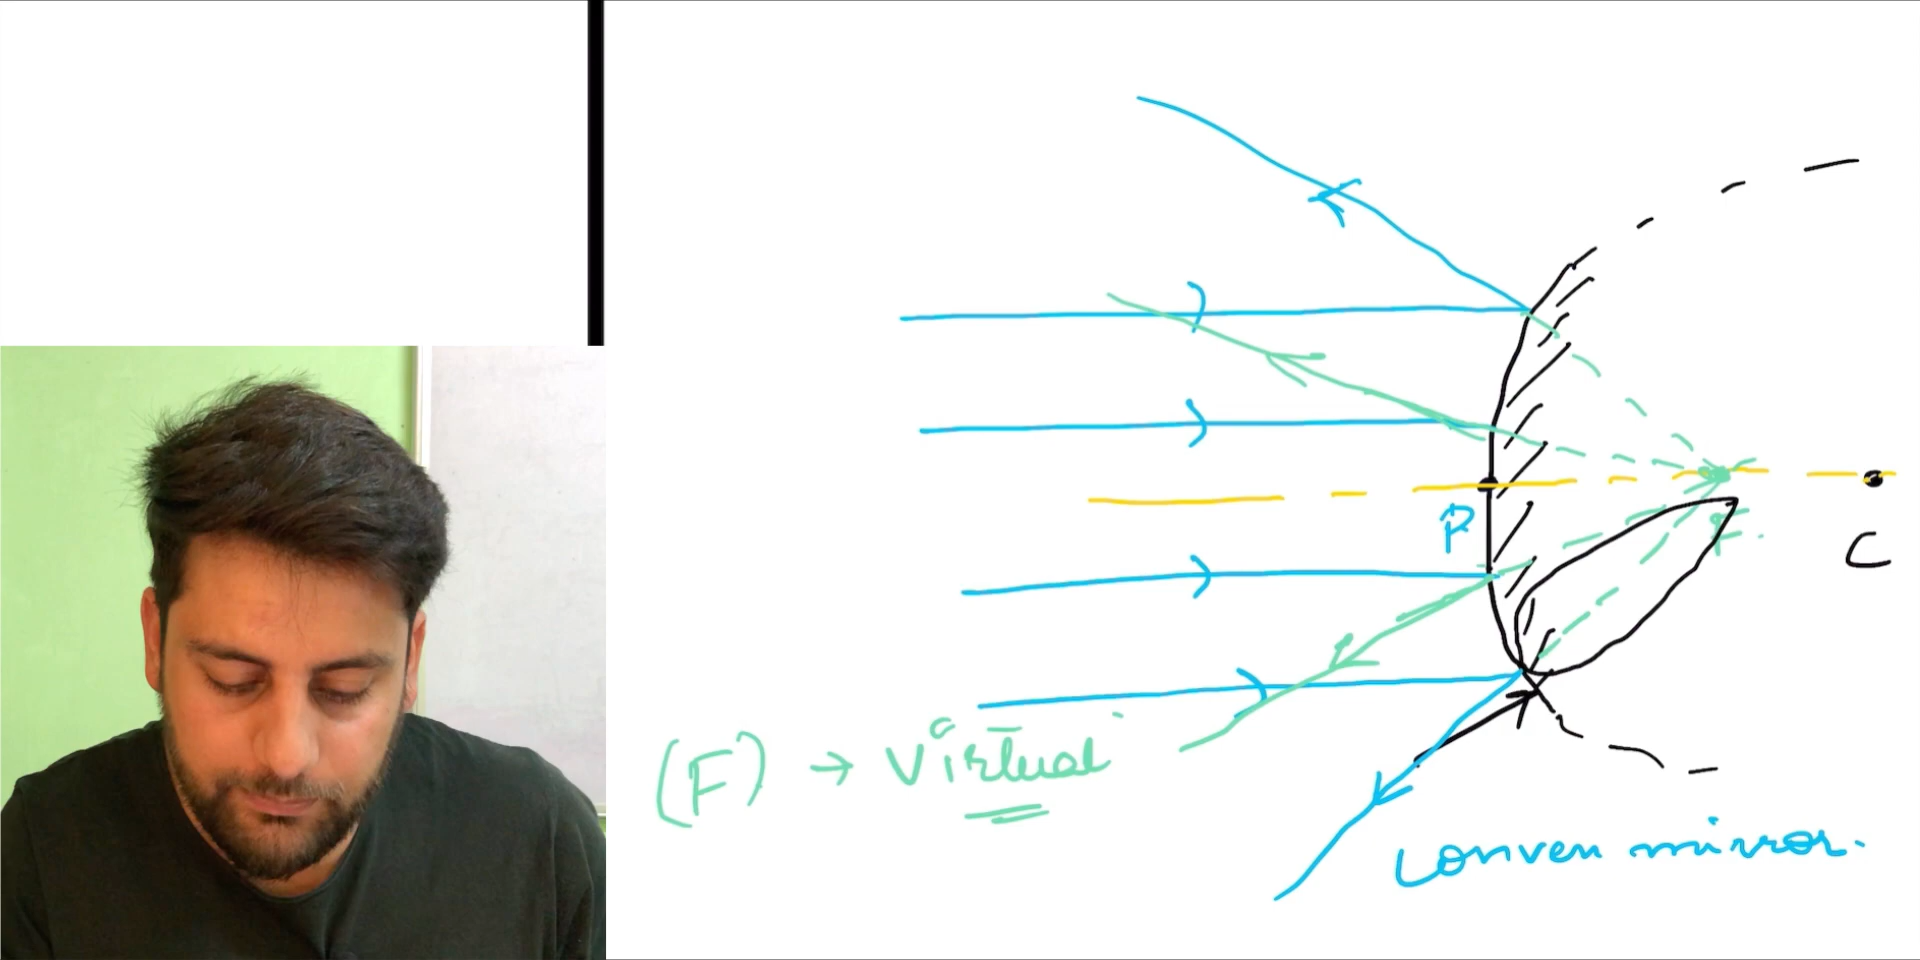 P
F
C
(F) → Virtual
Convex mirror.